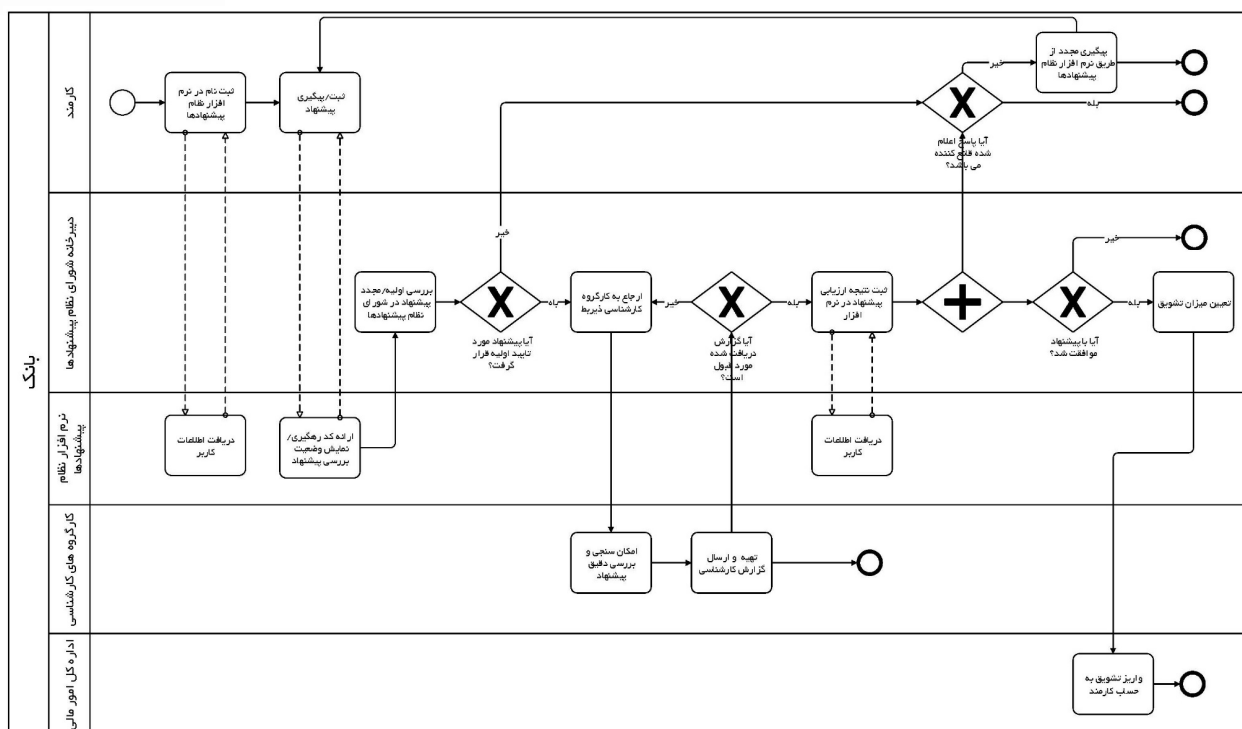 بانک
کارمند
ثبت نام در نرم
افزار نظام
پیشنهادها
ثبت/پیگیری
پیشنهاد
آیا پاسخ اعلام
شده قانع کننده
می باشد؟
خیر
بله
پیگیری مجدد از
طریق نرم افزار نظام
پیشنهادها
دبیرخانه شورای نظام پیشنهادها
بررسی اولیه/مجدد
پیشنهاد در شورای
نظام پیشنهادها
آیا پیشنهاد مورد
تایید اولیه قرار
گرفت؟
خیر
بله
ارجاع به کارگروه
کارشناسی ذیربط
خیر
آیا گزارش
دریافت شده
مورد قبول
است؟
بله
ثبت نتیجه ارزیابی
پیشنهاد در نرم
افزار
آیا با پیشنهاد
موافقت شد؟
خیر
بله
تعیین میزان تشویق
نرم افزار نظام
پیشنهادها
دریافت اطلاعات
کاربر
ارائه کد رهگیری/
نمایش وضعیت
بررسی پیشنهاد
دریافت اطلاعات
کاربر
کارگروه های کارشناسی
امکان سنجی و
بررسی دقیق
پیشنهاد
تهیه و ارسال
گزارش کارشناسی
اداره کل امور مالی
واریز تشویق به
حساب کارمند